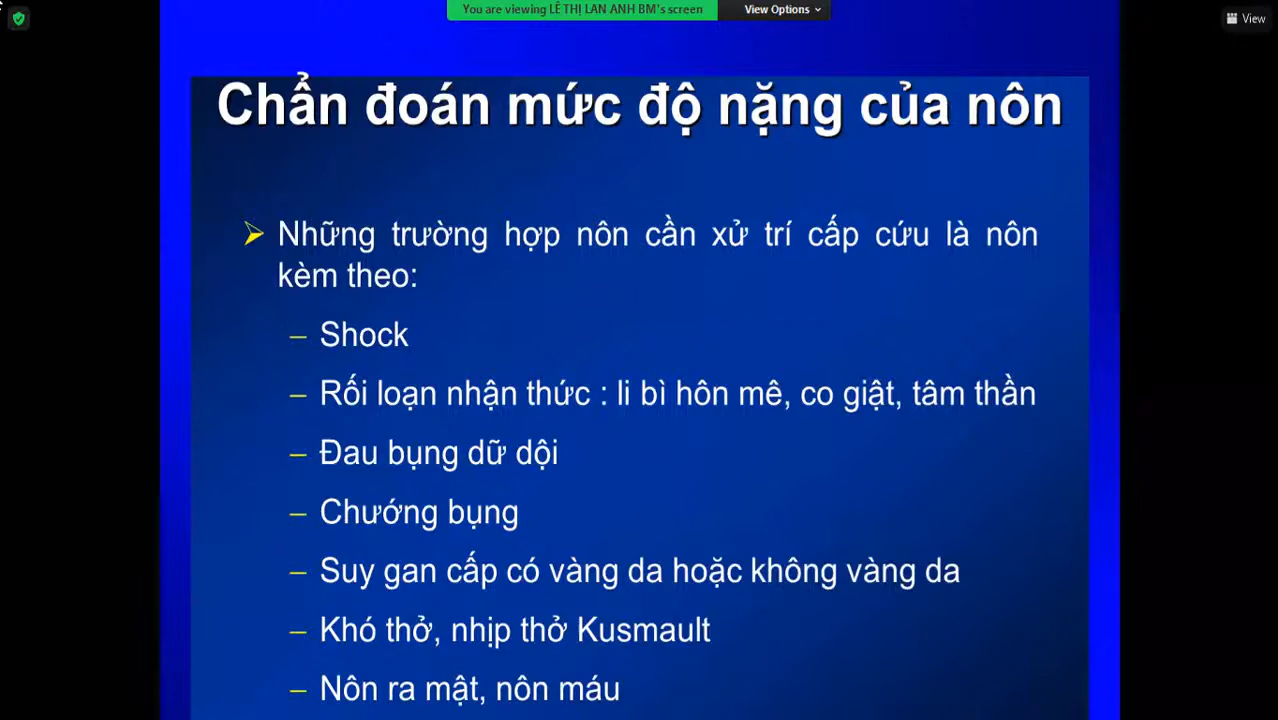 You are viewing LÊ THỊ LAN ANH BM's screen
View Options
View
Chẩn đoán mức độ nặng của nôn
➢ Những trường hợp nôn cần xử trí cấp cứu là nôn
kèm theo:
– Shock
– Rối loạn nhận thức : li bì hôn mê, co giật, tâm thần
– Đau bụng dữ dội
– Chướng bụng
– Suy gan cấp có vàng da hoặc không vàng da
– Khó thở, nhịp thở Kusmault
– Nôn ra mật, nôn máu